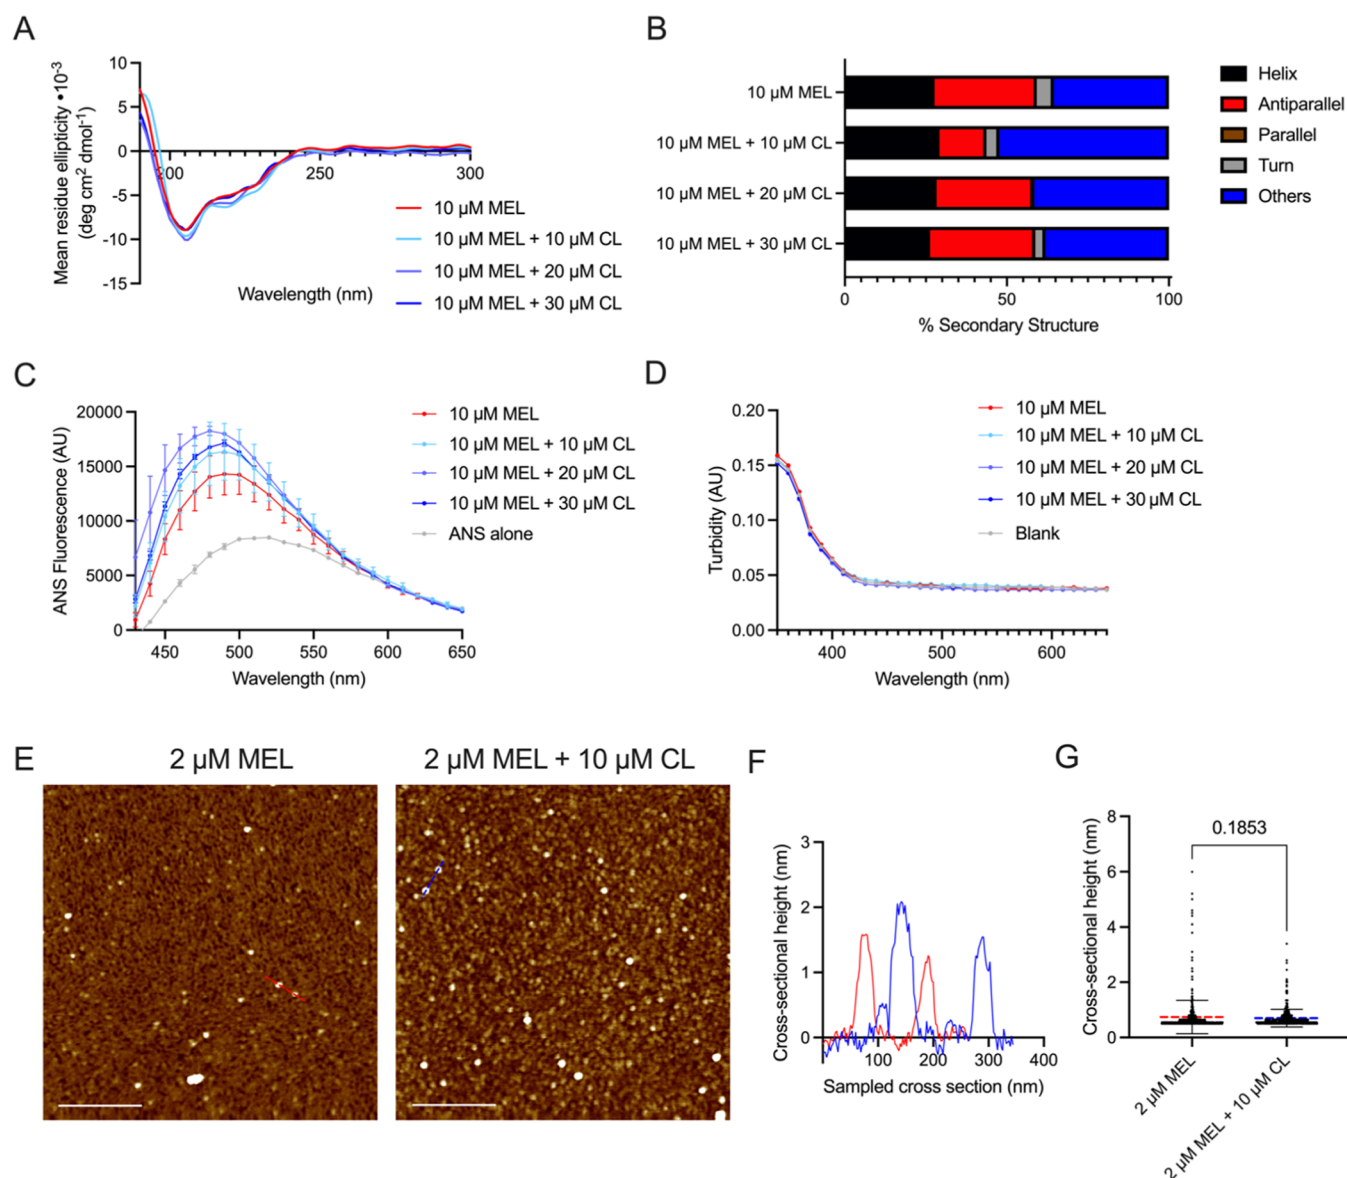 A
Mean residue ellipticity •10⁻³
(deg cm² dmol⁻¹)
10
5
0
-5
-10
-15
200
250
300
Wavelength (nm)
10 µM MEL
10 µM MEL + 10 µM CL
10 µM MEL + 20 µM CL
10 µM MEL + 30 µM CL
B
10 µM MEL
10 µM MEL + 10 µM CL
10 µM MEL + 20 µM CL
10 µM MEL + 30 µM CL
0
50
100
% Secondary Structure
Helix
Antiparallel
Parallel
Turn
Others
C
ANS Fluorescence (AU)
20000
15000
10000
5000
0
450
500
550
600
650
Wavelength (nm)
10 µM MEL
10 µM MEL + 10 µM CL
10 µM MEL + 20 µM CL
10 µM MEL + 30 µM CL
ANS alone
D
Turbidity (AU)
0.20
0.15
0.10
0.05
0.00
400
500
600
Wavelength (nm)
10 µM MEL
10 µM MEL + 10 µM CL
10 µM MEL + 20 µM CL
10 µM MEL + 30 µM CL
Blank
E
2 µM MEL
2 µM MEL + 10 µM CL
F
Cross-sectional height (nm)
3
2
1
0
100
200
300
400
Sampled cross section (nm)
G
Cross-sectional height (nm)
8
6
4
2
0
0.1853
2 µM MEL
2 µM MEL + 10 µM CL